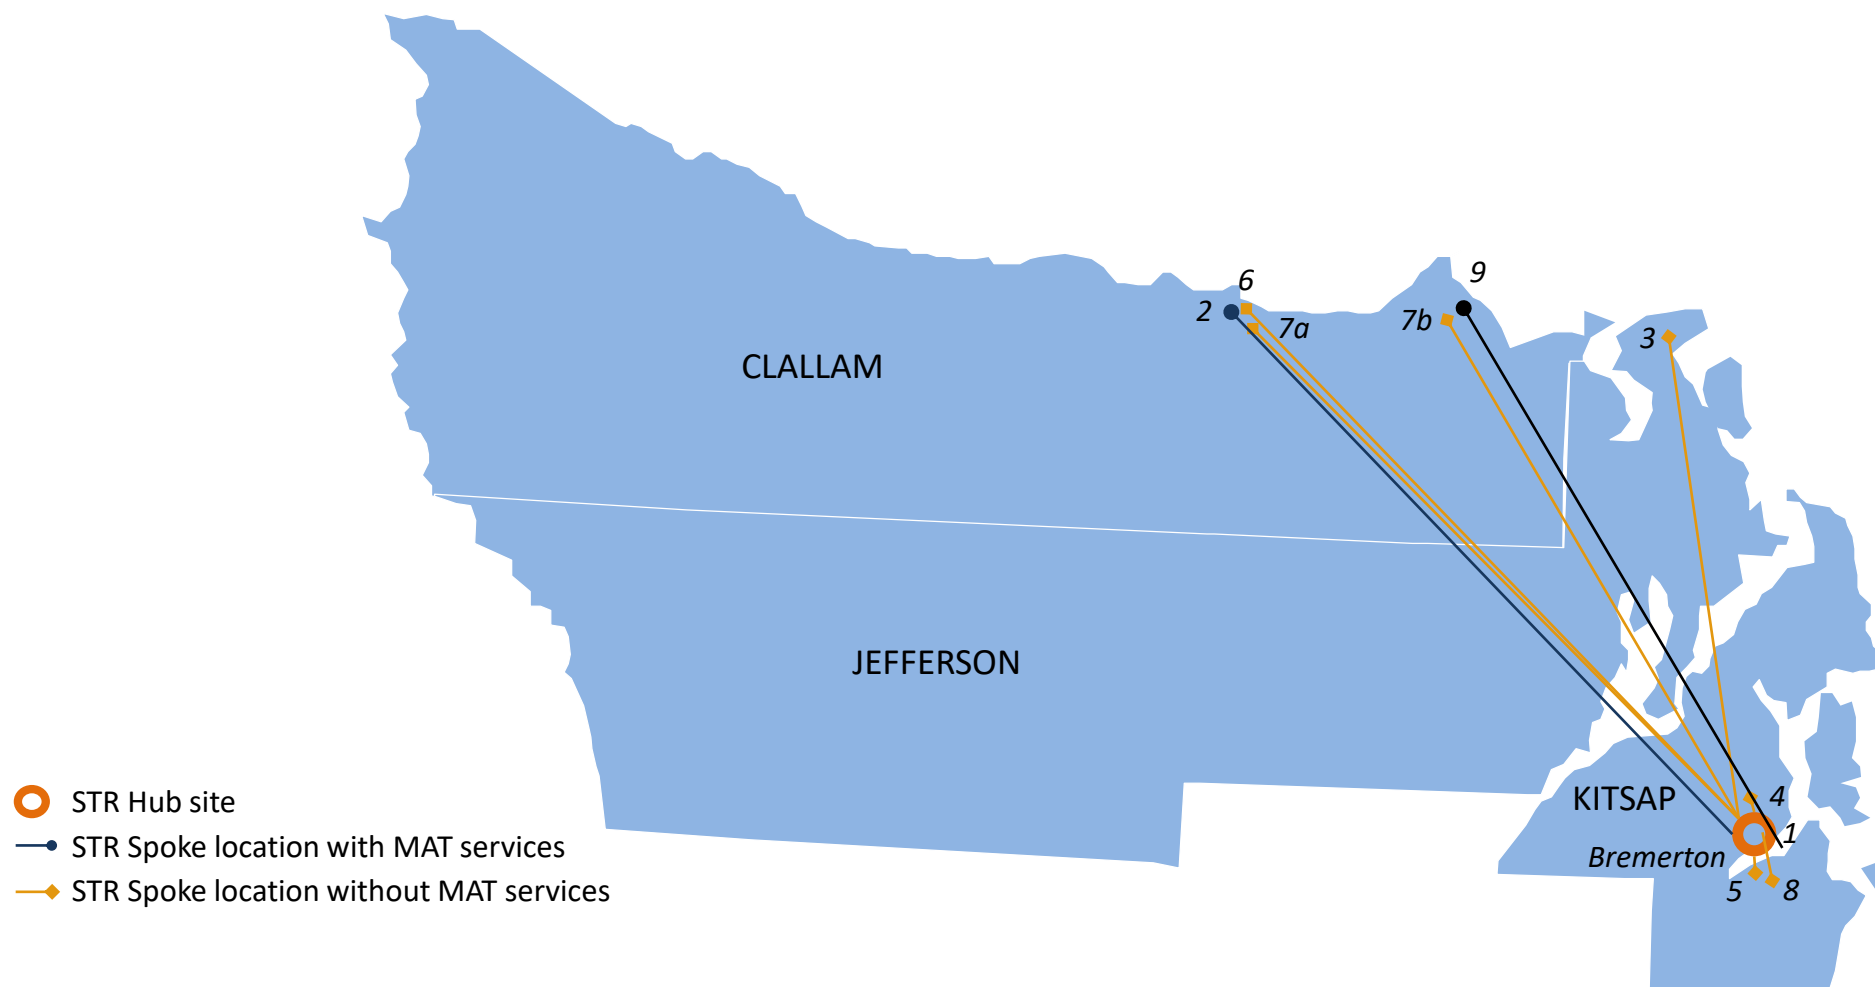 6
9
2
7a
7b
3
CLALLAM
JEFFERSON
KITSAP
4
1
Bremerton
5
8
STR Hub site
STR Spoke location with MAT services
STR Spoke location without MAT services